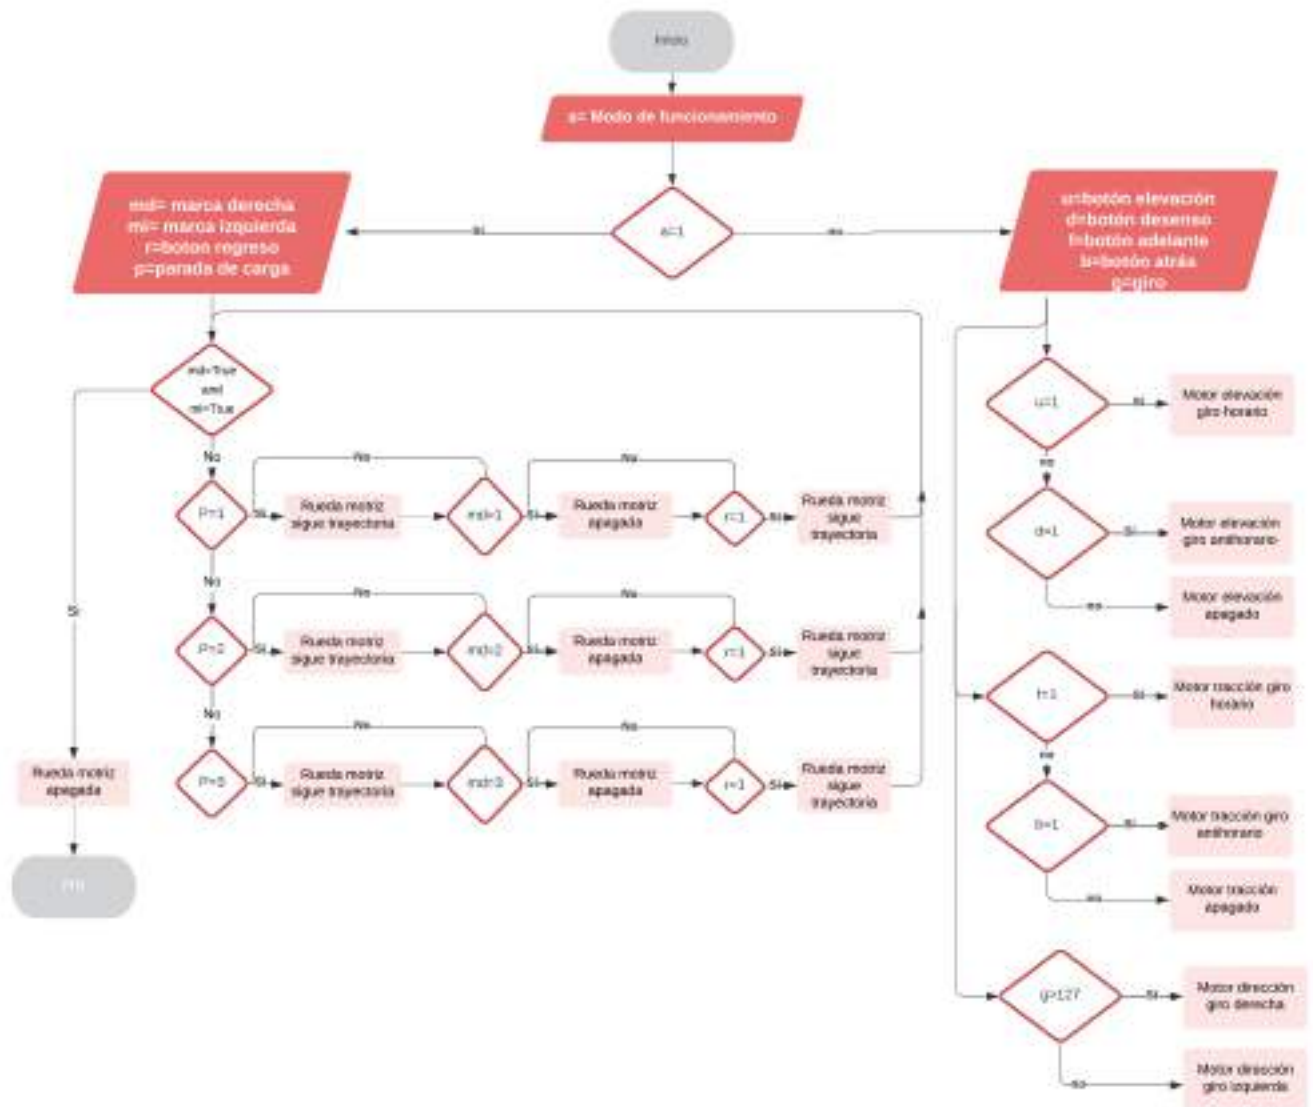 Inicio
s= Modo de funcionamiento
s=1
Si
no
md= marca derecha
mi= marca izquierda
r=boton regreso
p=parada de carga
u=botón elevación
d=botón desenso
f=botón adelante
b=botón atrás
g=giro
md=True
and
mi=True
Si
No
P=1
Si
Rueda motriz
sigue trayectoria
No
md=1
Si
Rueda motriz
apagada
No
r=1
Si
Rueda motriz
sigue
trayectoria
No
P=2
Si
Rueda motriz
sigue trayectoria
No
md=2
Si
Rueda motriz
apagada
No
r=1
Si
Rueda motriz
sigue
trayectoria
No
P=3
Si
Rueda motriz
sigue trayectoria
No
md=3
Si
Rueda motriz
apagada
No
r=1
Si
Rueda motriz
sigue
trayectoria
Rueda motriz
apagada
FIN
u=1
si
Motor elevación
giro horario
no
d=1
Si
Motor elevación
giro antihorario
no
Motor elevación
apagado
f=1
Si
Motor tracción giro
horario
no
b=1
Si
Motor tracción giro
antihorario
no
Motor tracción
apagado
g>127
Si
Motor dirección
giro derecha
no
Motor dirección
giro izquierda